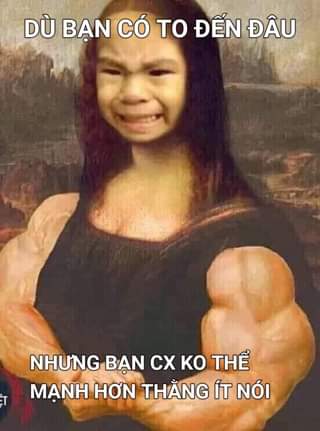 DÙ BẠN CÓ TO ĐẾN ĐÂU
NHƯNG BẠN CX KO THỂ
MẠNH HƠN THẰNG ÍT NÓI